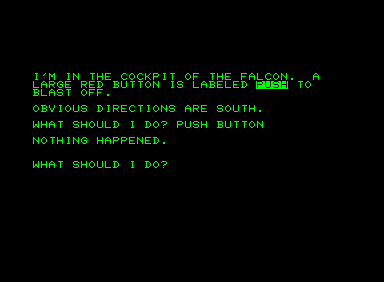 I'M IN THE COCKPIT OF THE FALCON.  A
LARGE RED BUTTON IS LABELED PUSH TO
BLAST OFF.
OBVIOUS DIRECTIONS ARE SOUTH.
WHAT SHOULD I DO? PUSH BUTTON
NOTHING HAPPENED.
WHAT SHOULD I DO?